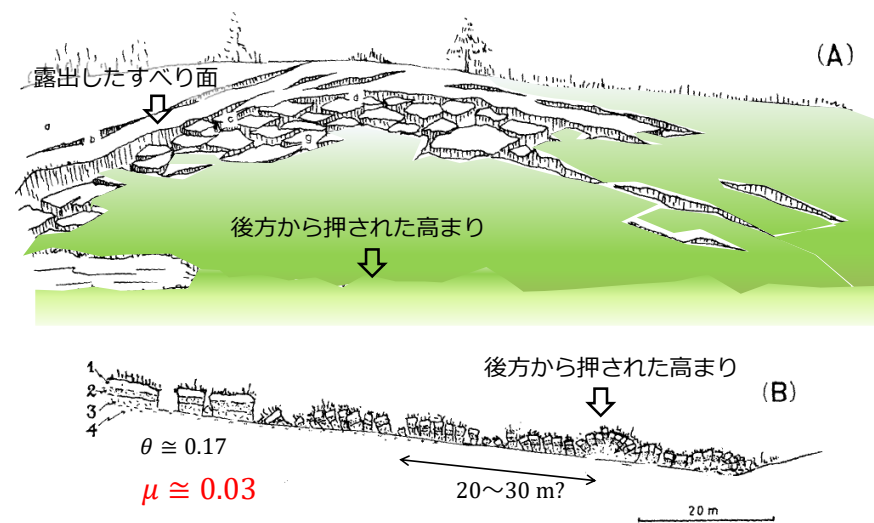 (A)
露出したすべり面
a
b
c
d
g
後方から押された高まり
後方から押された高まり
(B)
1
2
3
4
θ ≅ 0.17
μ ≅ 0.03
20～30 m?
20 m